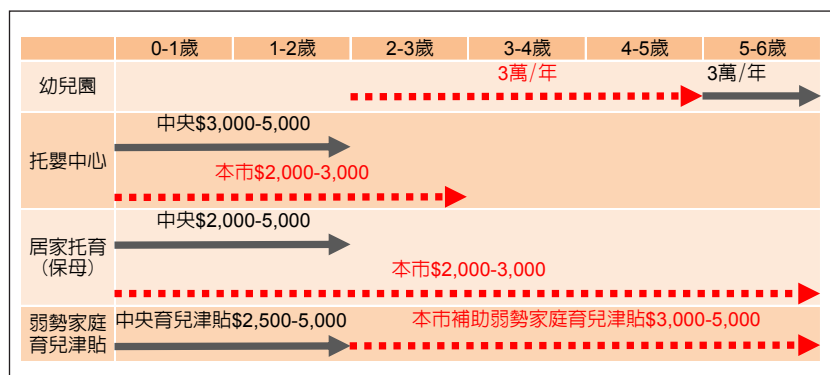 0-1歲 1-2歲 2-3歲 3-4歲 4-5歲 5-6歲
幼兒園 3萬/年 3萬/年
托嬰中心
中央$3,000-5,000
本市$2,000-3,000
居家托育
（保母）
中央$2,000-5,000
本市$2,000-3,000
弱勢家庭
育兒津貼
中央育兒津貼$2,500-5,000 本市補助弱勢家庭育兒津貼$3,000-5,000